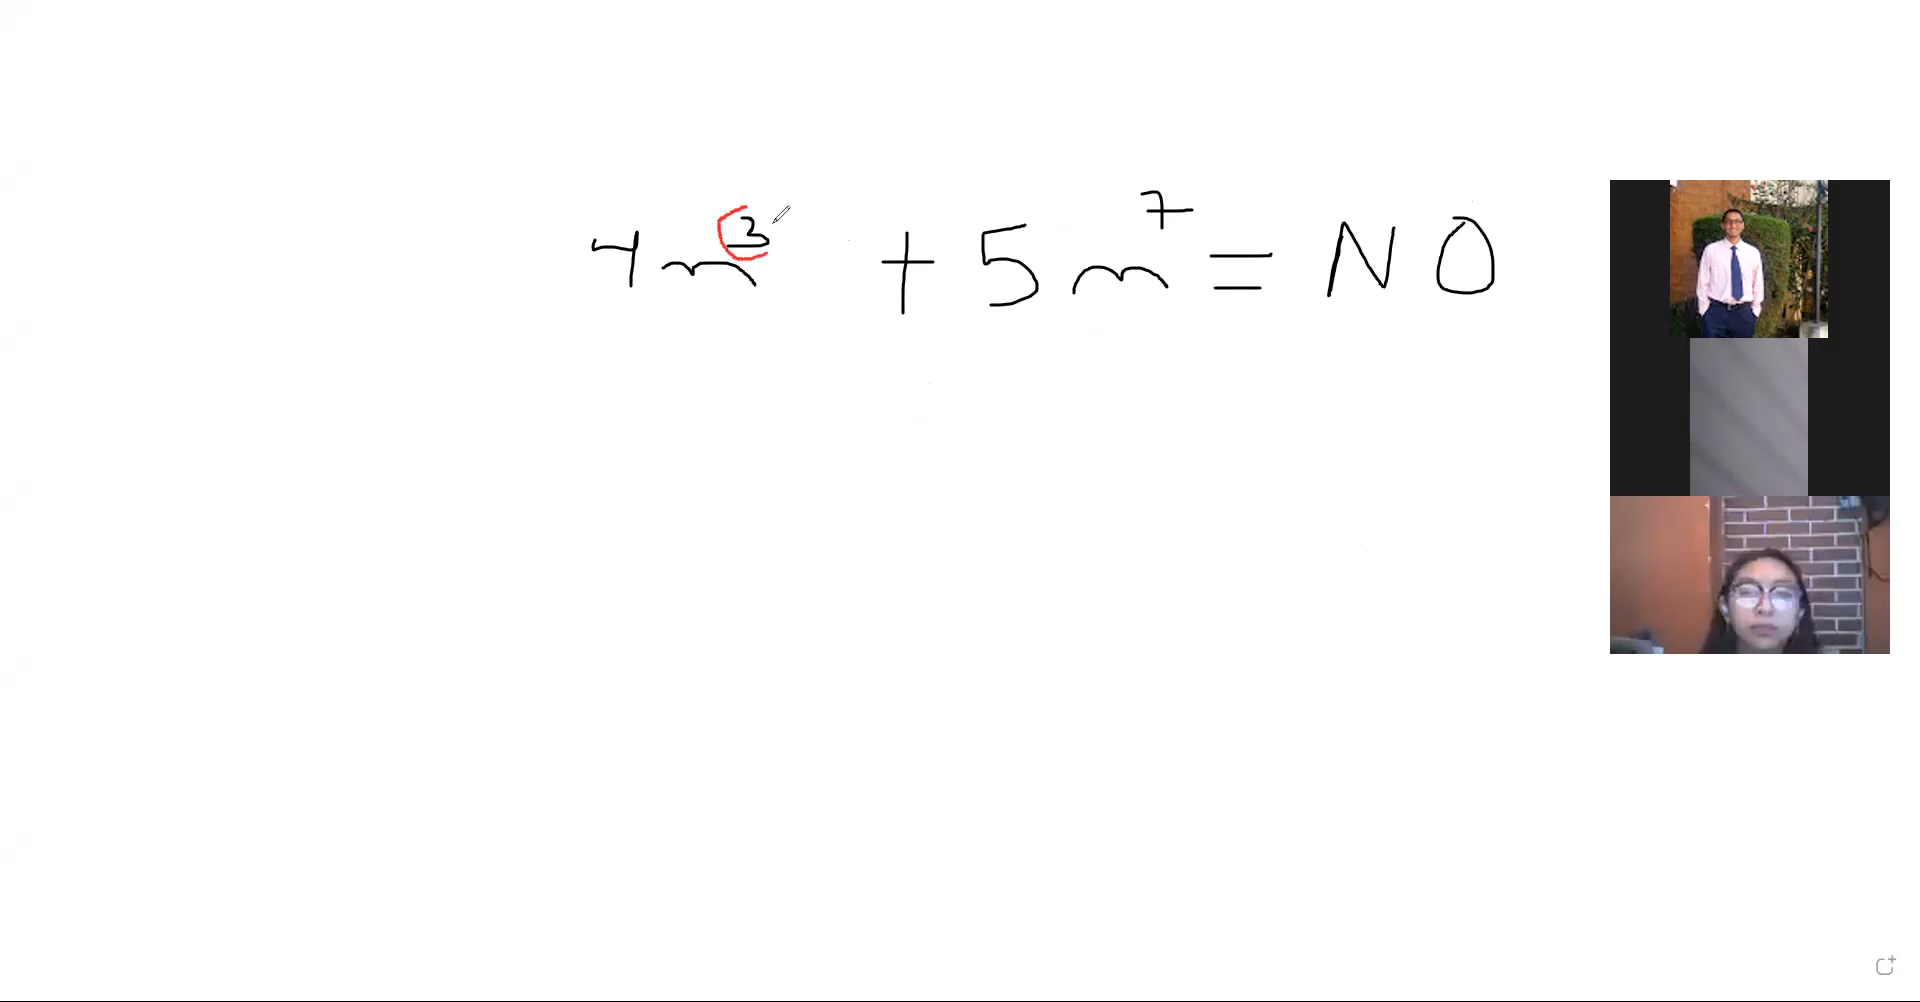 4m³ + 5m⁷ = NO